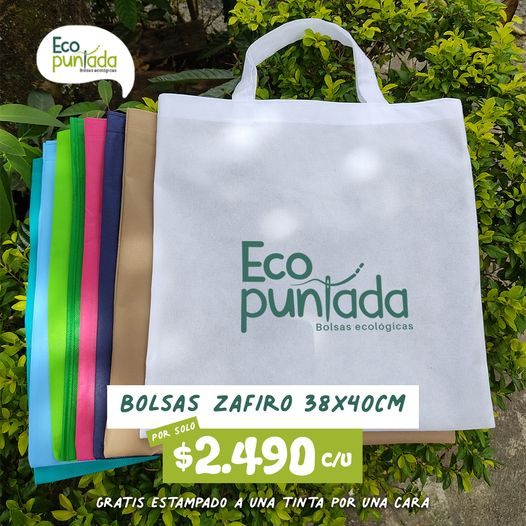 Eco
puntada
Bolsas ecológicas
Eco
puntada
Bolsas ecológicas
BOLSAS ZAFIRO 38X40CM
POR SOLO
$2.490 C/U
GRATIS ESTAMPADO A UNA TINTA POR UNA CARA